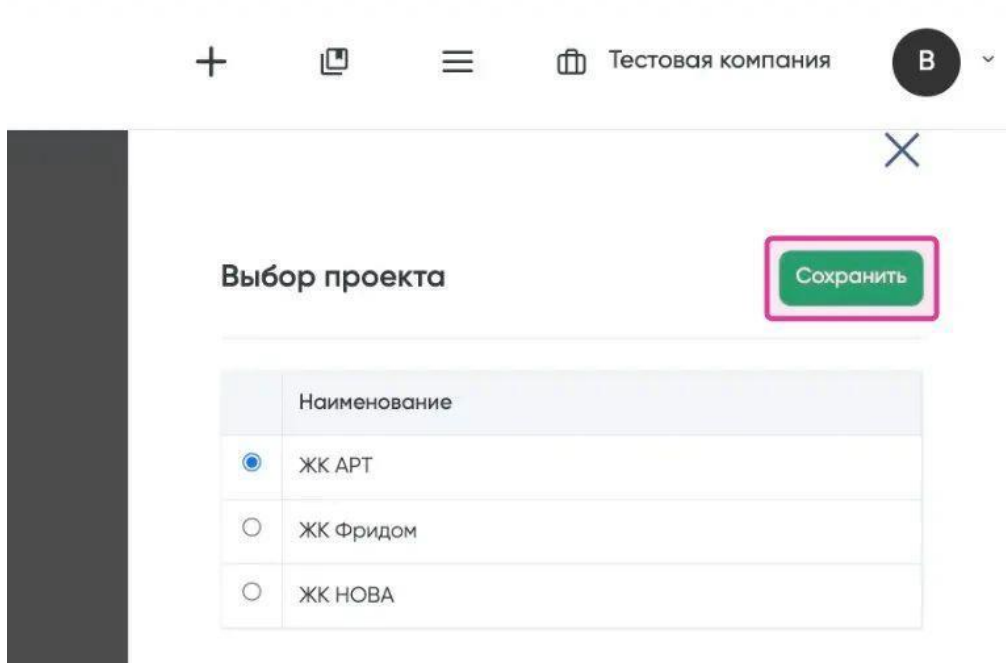 Тестовая компания
В
Выбор проекта
Сохранить
Наименование
ЖК АРТ
ЖК Фридом
ЖК НОВА